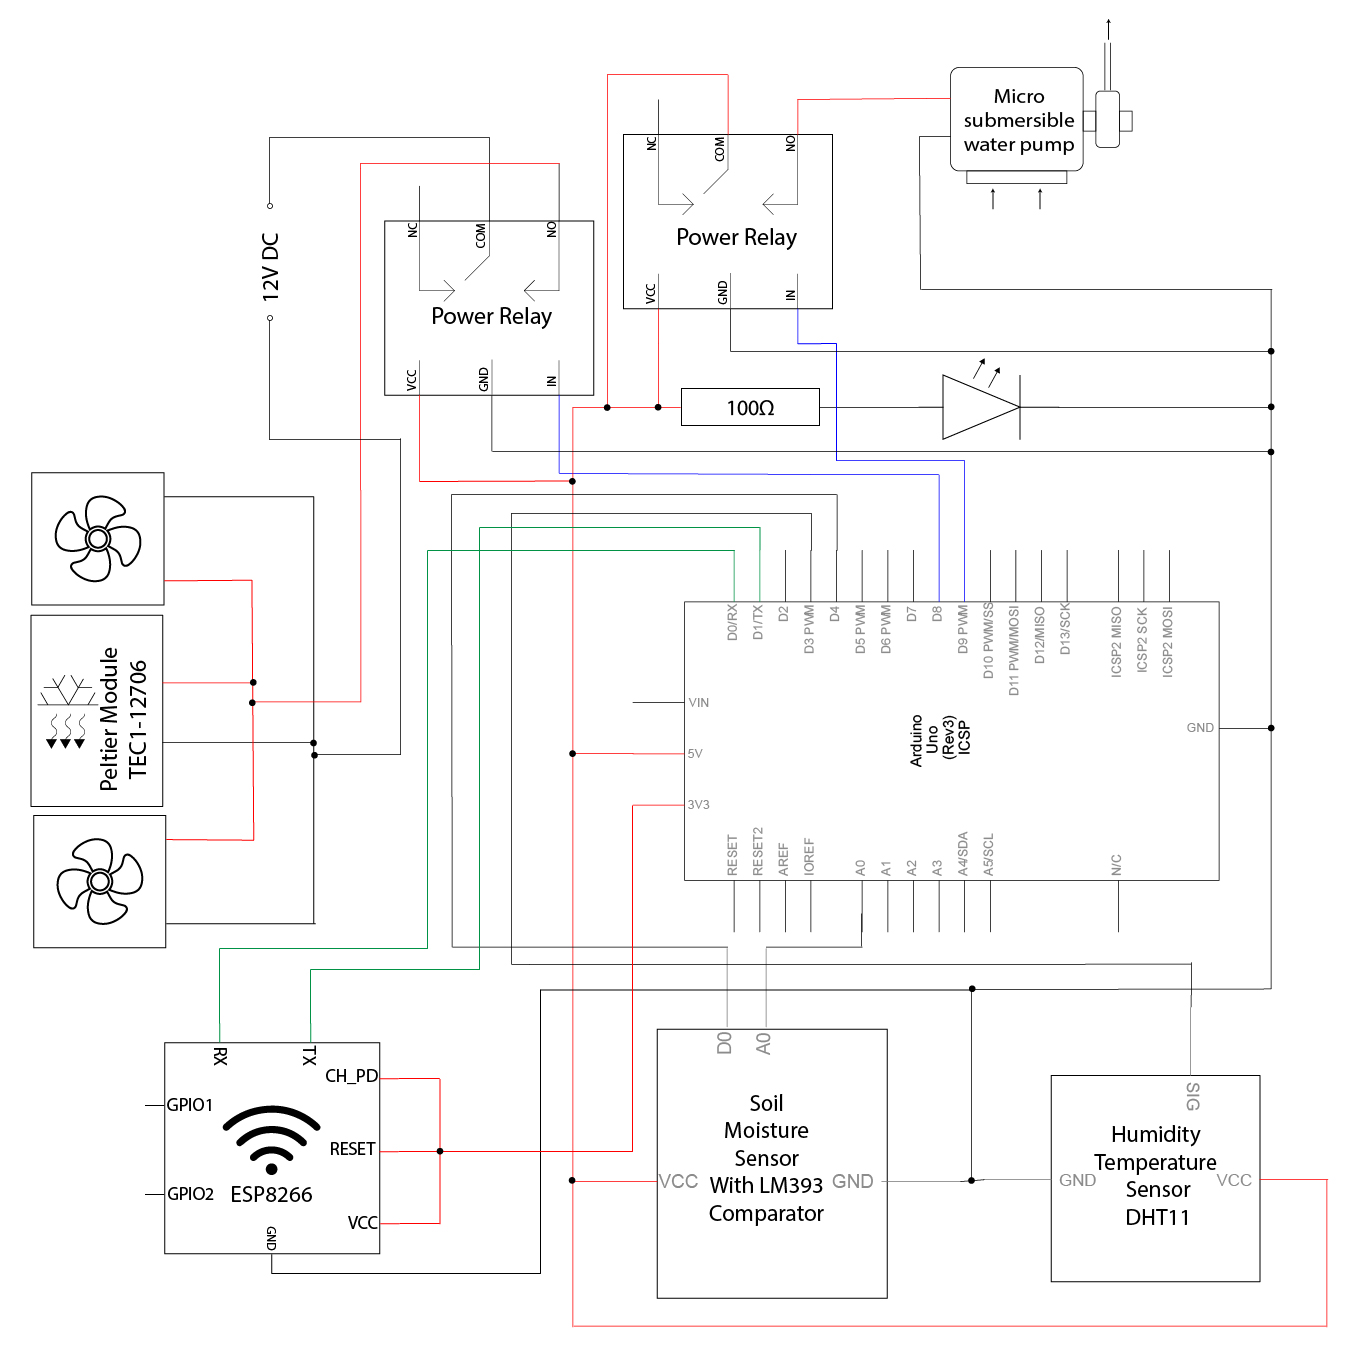 Micro
submersible
water pump
NC
COM
NO
Power Relay
VCC
GND
IN
12V DC
NC
COM
NO
Power Relay
VCC
GND
IN
100Ω
Peltier Module
TEC1-12706
D0/RX
D1/TX
D2
D3 PWM
D4
D5 PWM
D6 PWM
D7
D8
D9 PWM
D10 PWM/SS
D11 PWM/MOSI
D12/MISO
D13/SCK
ICSP2 MISO
ICSP2 SCK
ICSP2 MOSI
VIN
5V
3V3
Arduino
Uno
(Rev3)
ICSP
GND
RESET
RESET2
AREF
IOREF
A0
A1
A2
A3
A4/SDA
A5/SCL
N/C
RX
TX
CH_PD
GPIO1
RESET
GPIO2
ESP8266
VCC
GND
D0
A0
Soil
Moisture
Sensor
With LM393
Comparator
VCC
GND
SIG
Humidity
Temperature
Sensor
DHT11
GND
VCC